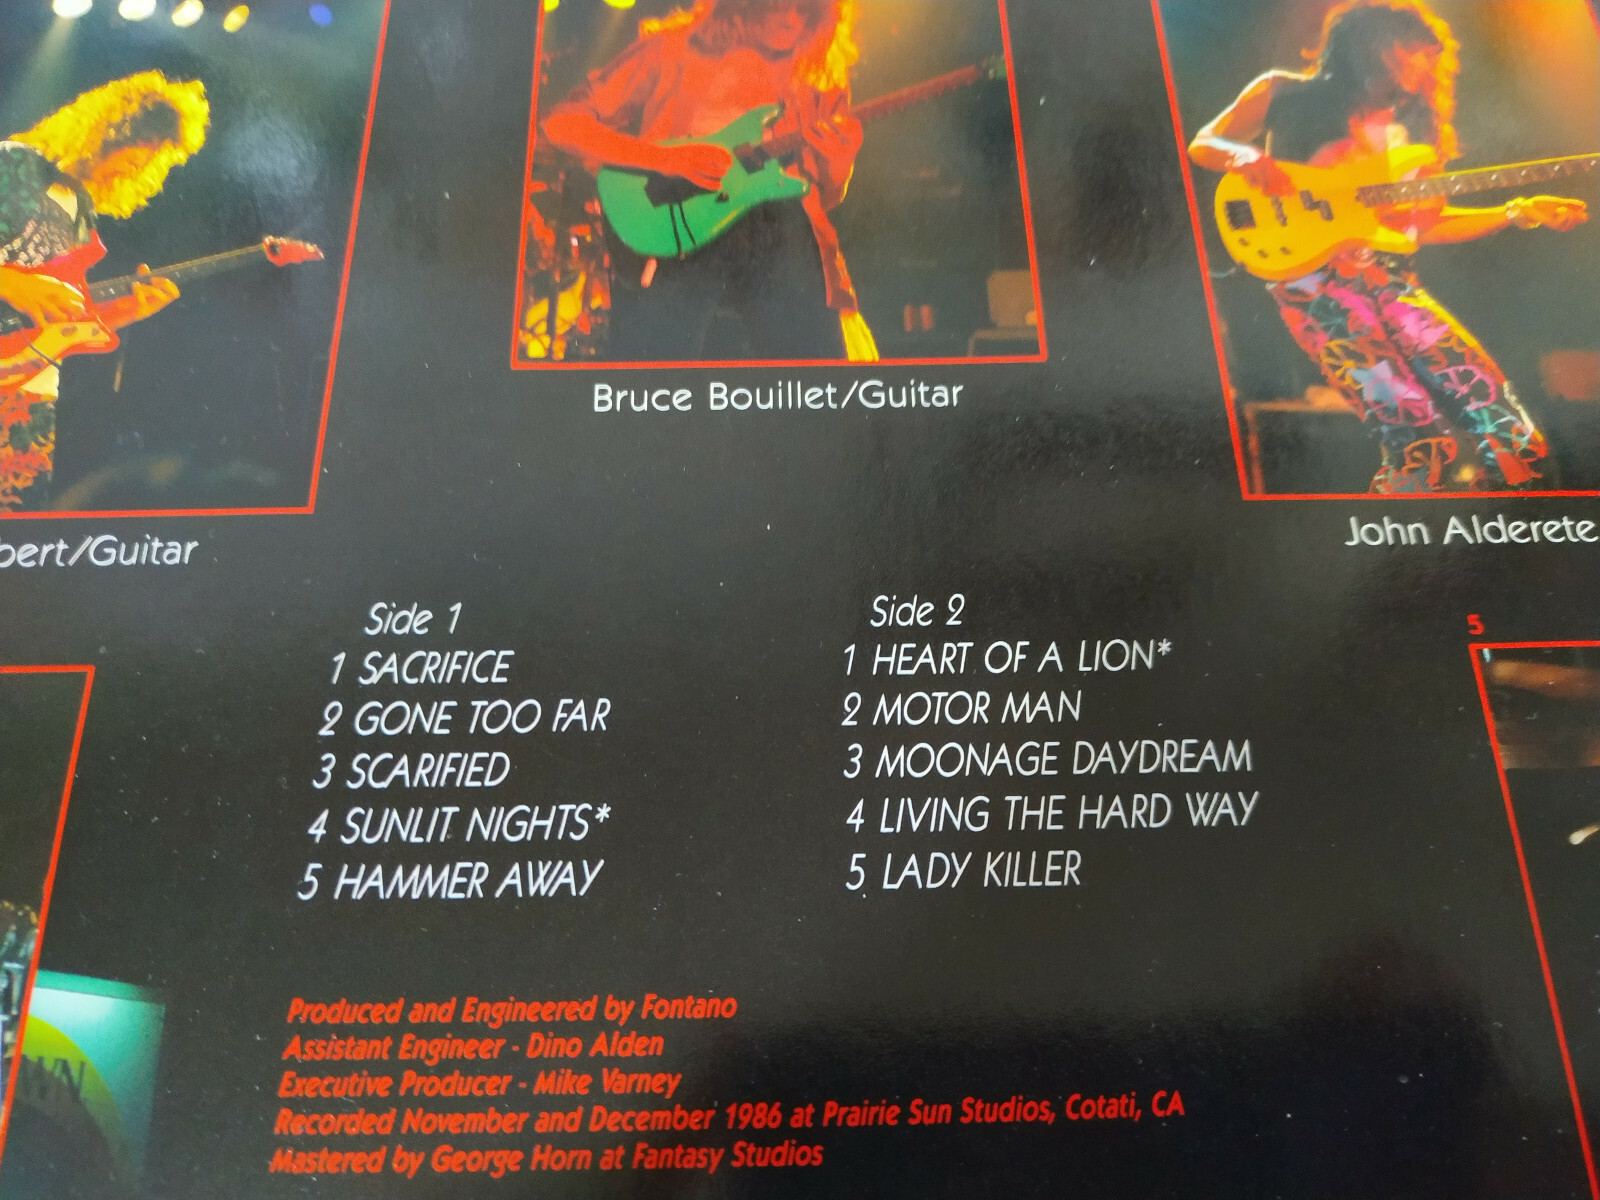 Bruce Bouillet/Guitar
John Alderete
bert/Guitar
Side 1
1 SACRIFICE
2 GONE TOO FAR
3 SCARIFIED
4 SUNLIT NIGHTS*
5 HAMMER AWAY
Side 2
1 HEART OF A LION*
2 MOTOR MAN
3 MOONAGE DAYDREAM
4 LIVING THE HARD WAY
5 LADY KILLER
5
WN
Produced and Engineered by Fontano
Assistant Engineer - Dino Alden
Executive Producer - Mike Varney
Recorded November and December 1986 at Prairie Sun Studios, Cotati, CA
Mastered by George Horn at Fantasy Studios